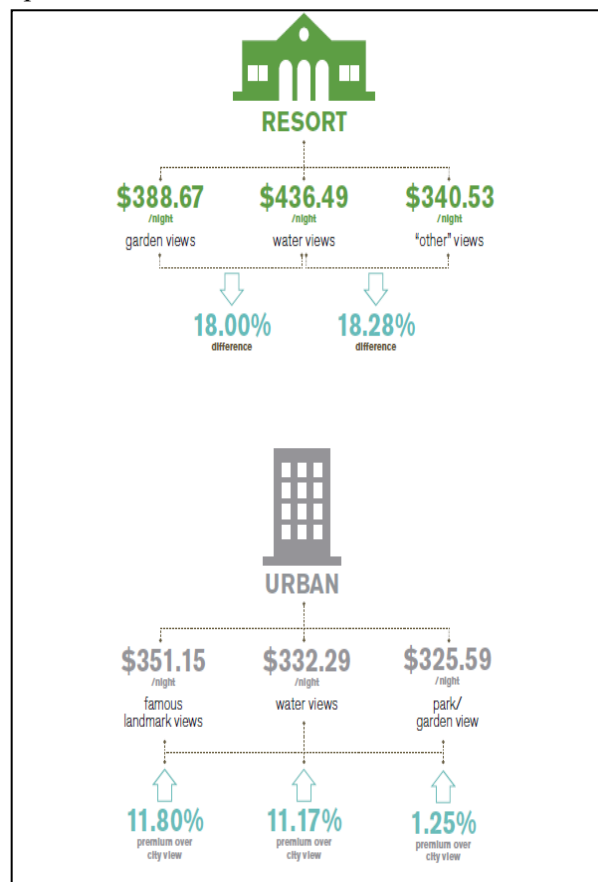 RESORT
$388.67 $436.49 $340.53
/night /night /night
garden views water views "other" views
18.00% 18.28%
difference difference
URBAN
$351.15 $332.29 $325.59
/night /night /night
famous water views park/
landmark views garden view
11.80% 11.17% 1.25%
premium over premium over premium over
city view city view city view